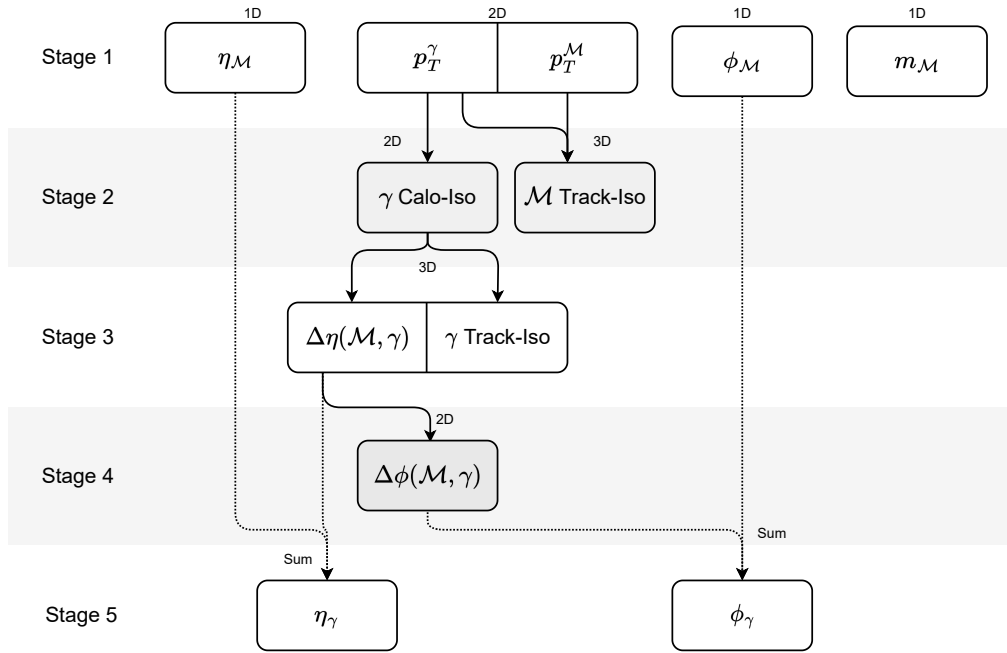 1D 2D 1D 1D
Stage 1 η_ℳ p_T^γ p_T^ℳ ϕ_ℳ m_ℳ
2D 3D
Stage 2 γ Calo-Iso ℳ Track-Iso
3D
Stage 3 Δη(ℳ, γ) γ Track-Iso
2D
Stage 4 Δϕ(ℳ, γ)
Sum Sum
Stage 5 η_γ ϕ_γ